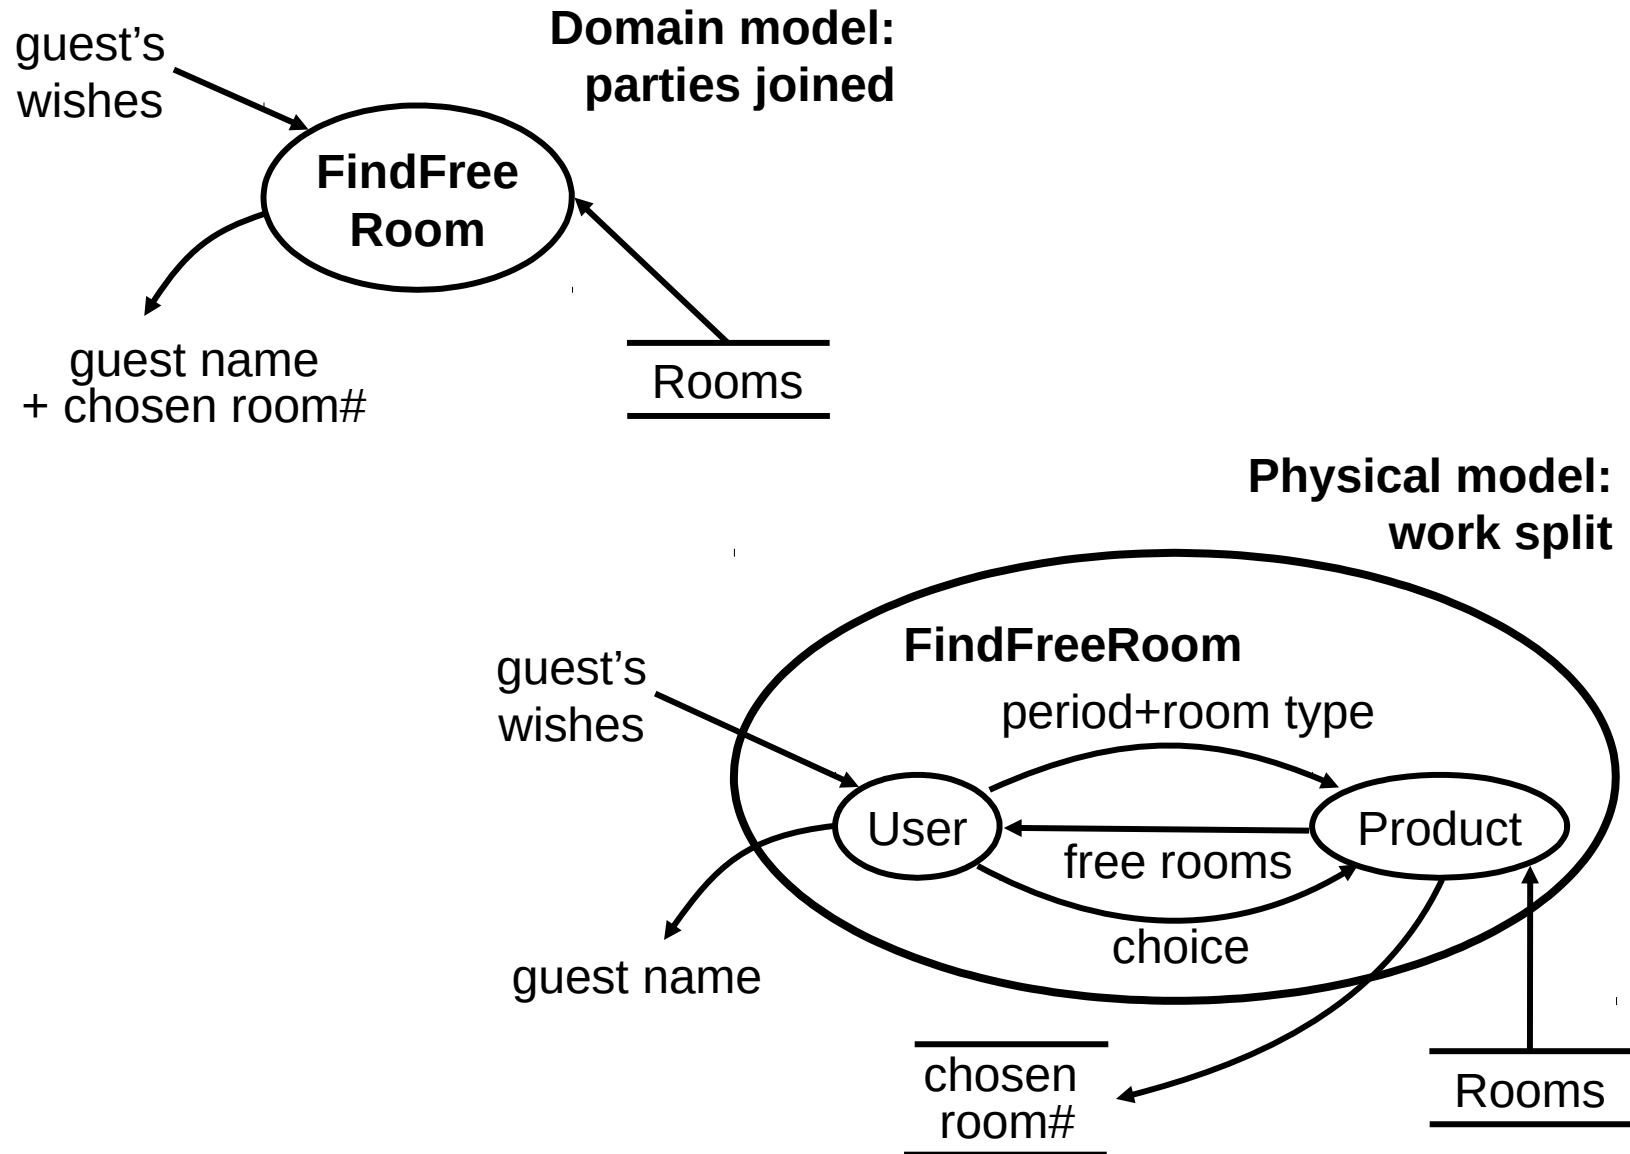 Domain model:
parties joined
guest’s
wishes
FindFree
Room
guest name
+ chosen room#
Rooms
Physical model:
work split
FindFreeRoom
guest’s
wishes
period+room type
User
Product
free rooms
choice
guest name
chosen
room#
Rooms